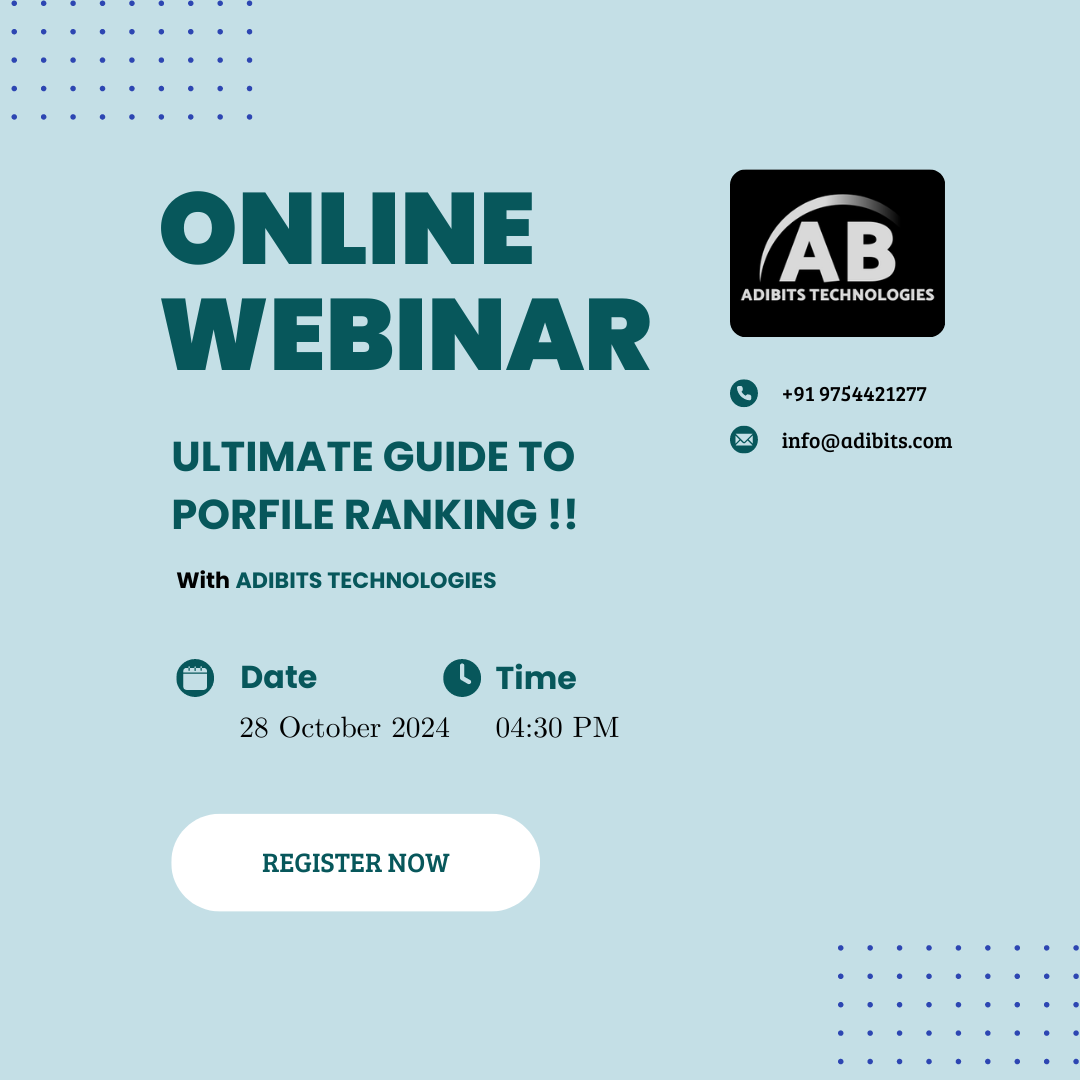 ONLINE
WEBINAR
ULTIMATE GUIDE TO
PORFILE RANKING !!
With ADIBITS TECHNOLOGIES
Date
28 October 2024
Time
04:30 PM
REGISTER NOW
AB
ADIBITS TECHNOLOGIES
+91 9754421277
info@adibits.com